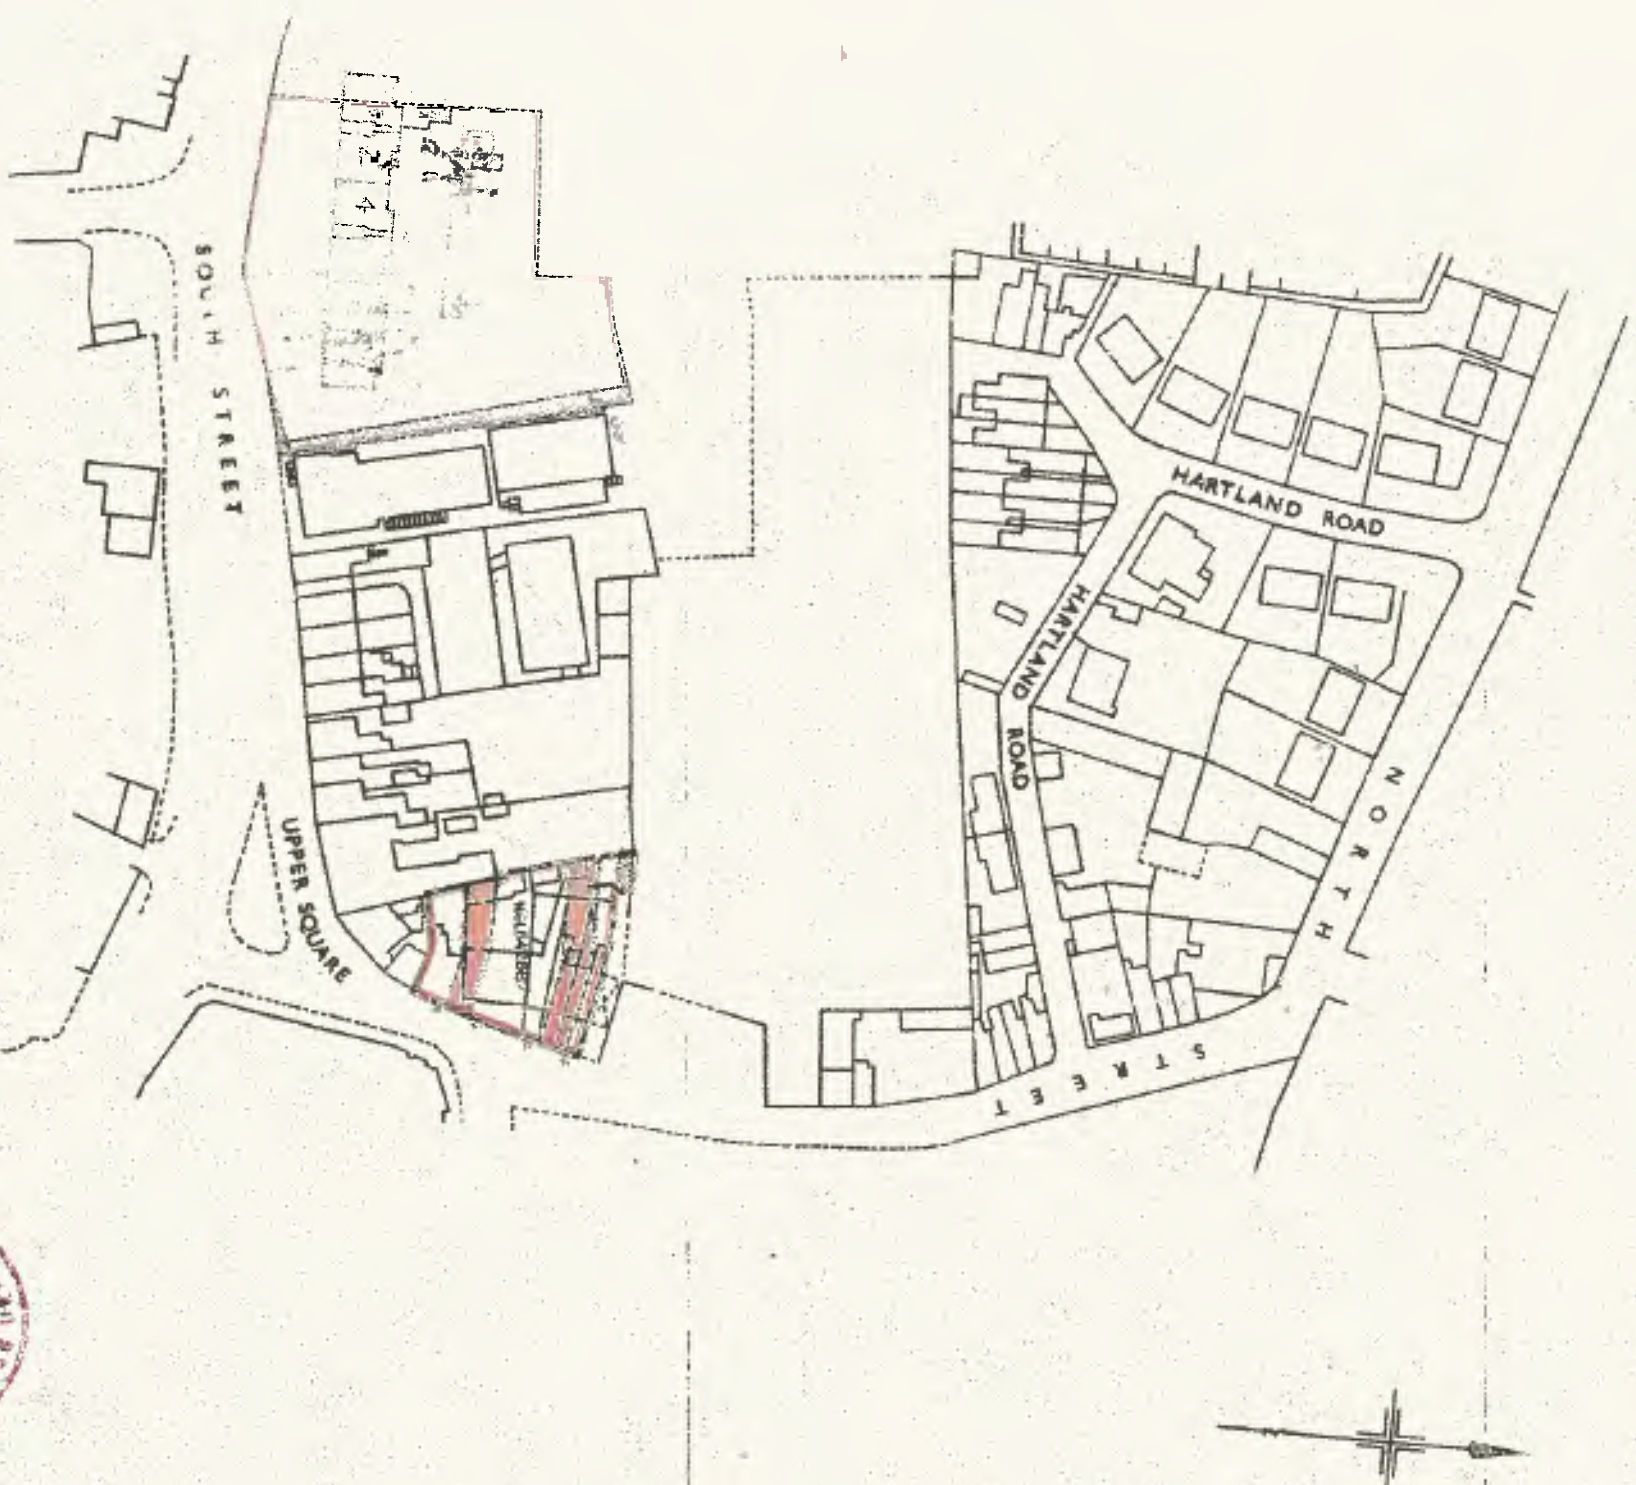 SOUTH STREET
UPPER SQUARE
HARTLAND ROAD
HARTLAND ROAD
NORTH STREET
4